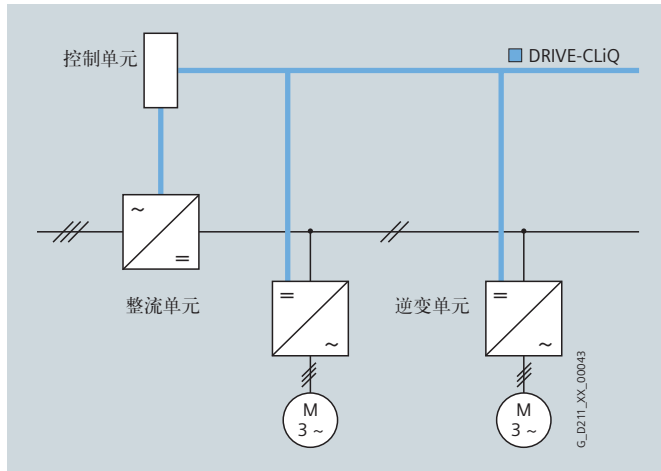 控制单元
DRIVE-CLiQ
~
=
整流单元
=
~
逆变单元
=
~
M
3 ~
M
3 ~
G_D211_XX_00043